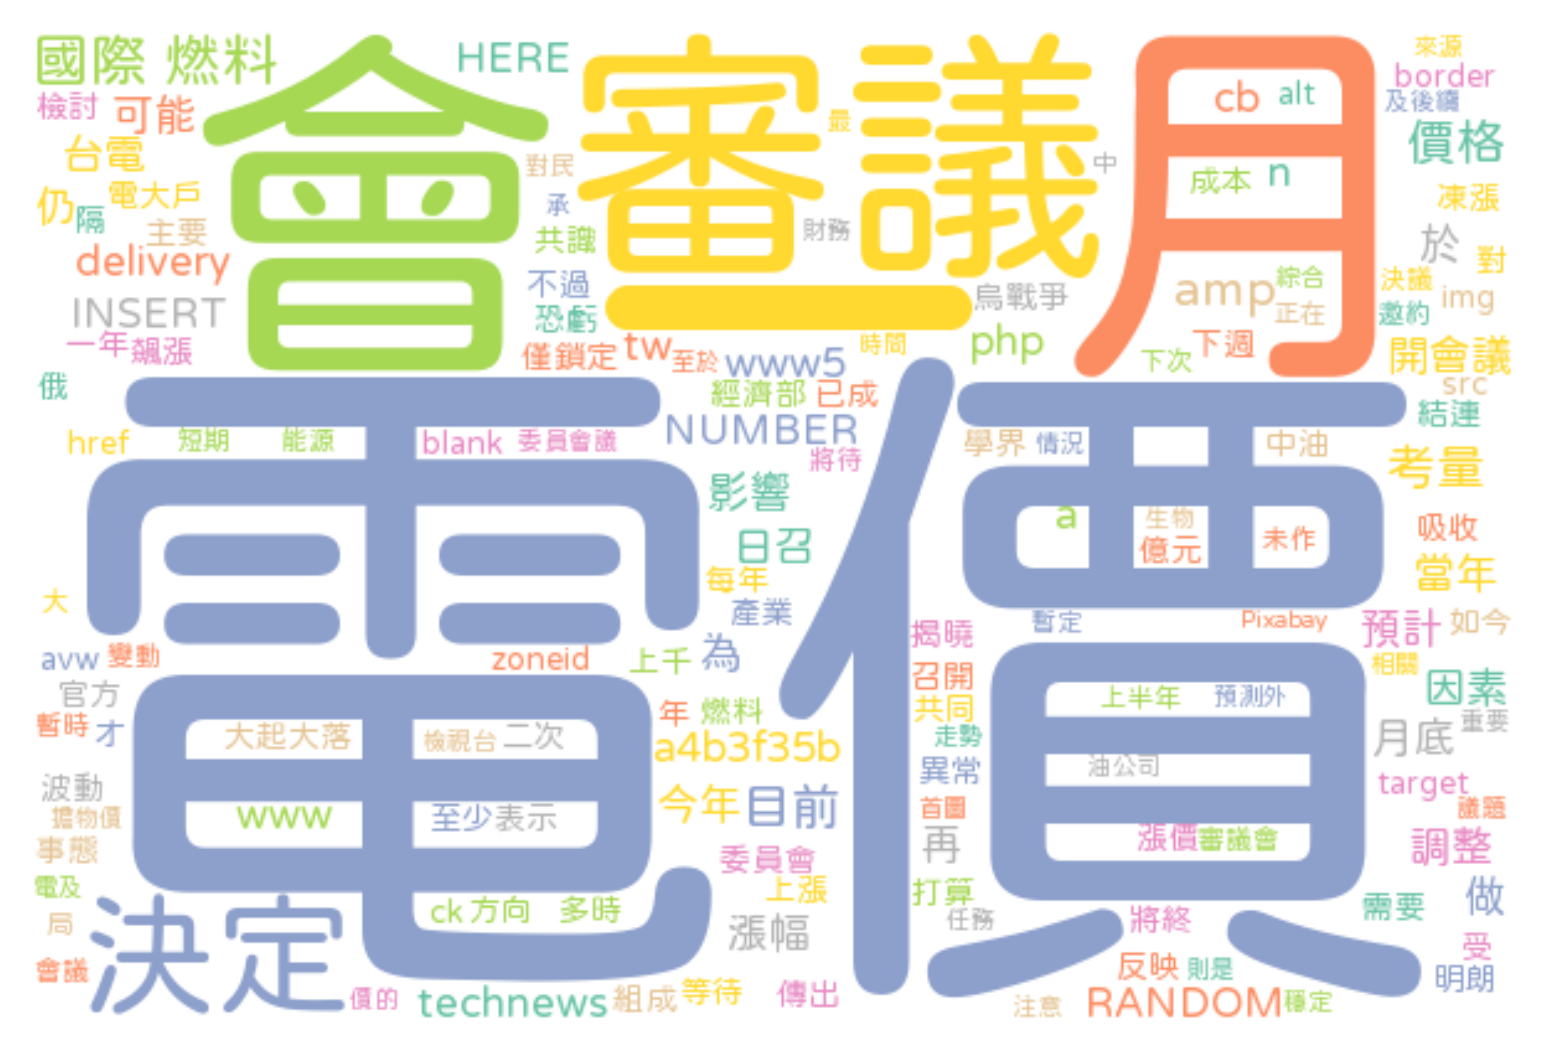 國際 燃料 會 HERE 審議 月 來源
檢討 可能 cb alt border
及後續
最 價格
台電 對民 中
仍 隔 電大戶 承 成本 n 凍漲
主要 共識 財務 於 對
delivery 不過 amp 綜合 決議
INSERT 恐虧 烏戰爭 正在 邀約 img
一年 飆漲 僅鎖定 tw 至於 www5 時間 php 下次 下週 開會議
俄 經濟部 已成 src
電價
href 短期 能源 blank 委員會議 NUMBER 學界 情況 中油 結連
將待 考量
影響 a 生物 吸收
日召 億元 未作
每年 當年
大 產業 揭曉 暫定 Pixabay 預計 如今
avw 變動 zoneid 上千 為 召開 相關
官方 年 燃料 共同 上半年 預測外 因素
暫時 才 大起大落 檢視台 二次 a4b3f35b 走勢 月底 重要
波動 異常 油公司 target
擔物價 www 至少 表示 今年 目前 首圖 議題
事態 委員會 再 漲價 審議會 調整
電及 上漲 打算 做
局 決定 ck 方向 多時 漲幅 任務 將終 需要
會議 反映 則是 受
價的 technews 組成 等待 傳出 注意 RANDOM 穩定 明朗